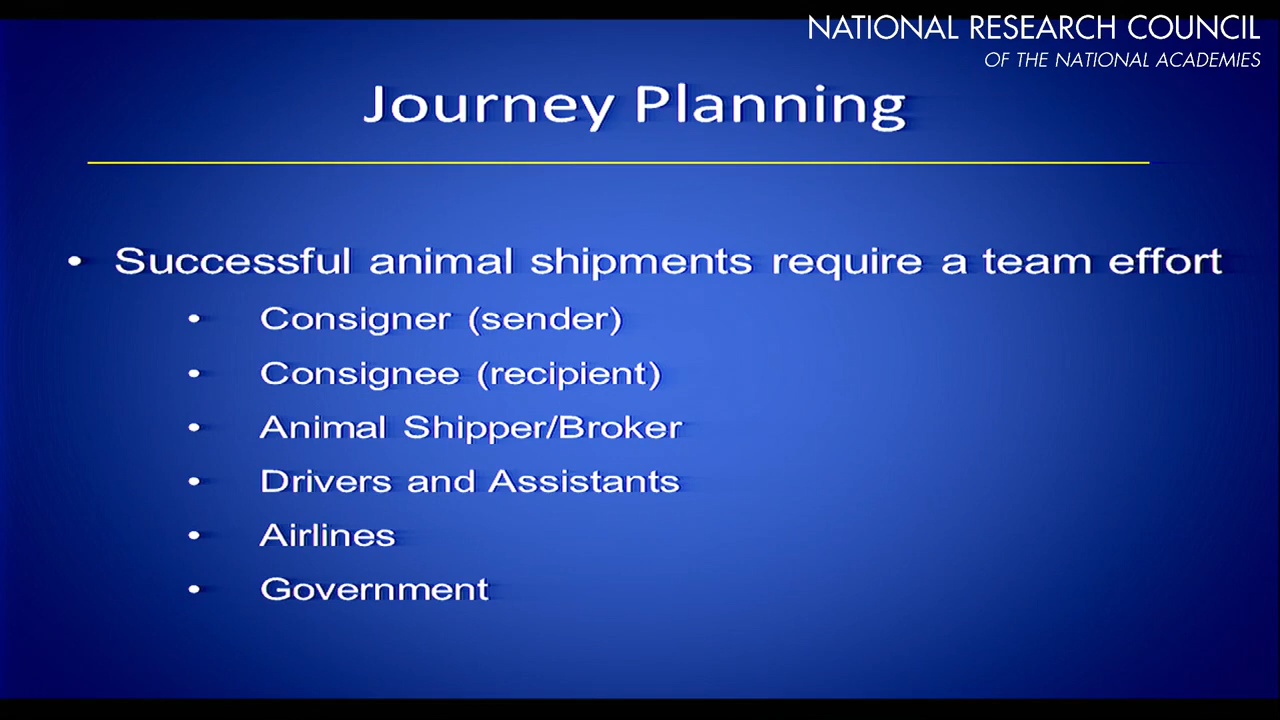 NATIONAL RESEARCH COUNCIL
OF THE NATIONAL ACADEMIES
Journey Planning
• Successful animal shipments require a team effort
• Consigner (sender)
• Consignee (recipient)
• Animal Shipper/Broker
• Drivers and Assistants
• Airlines
• Government